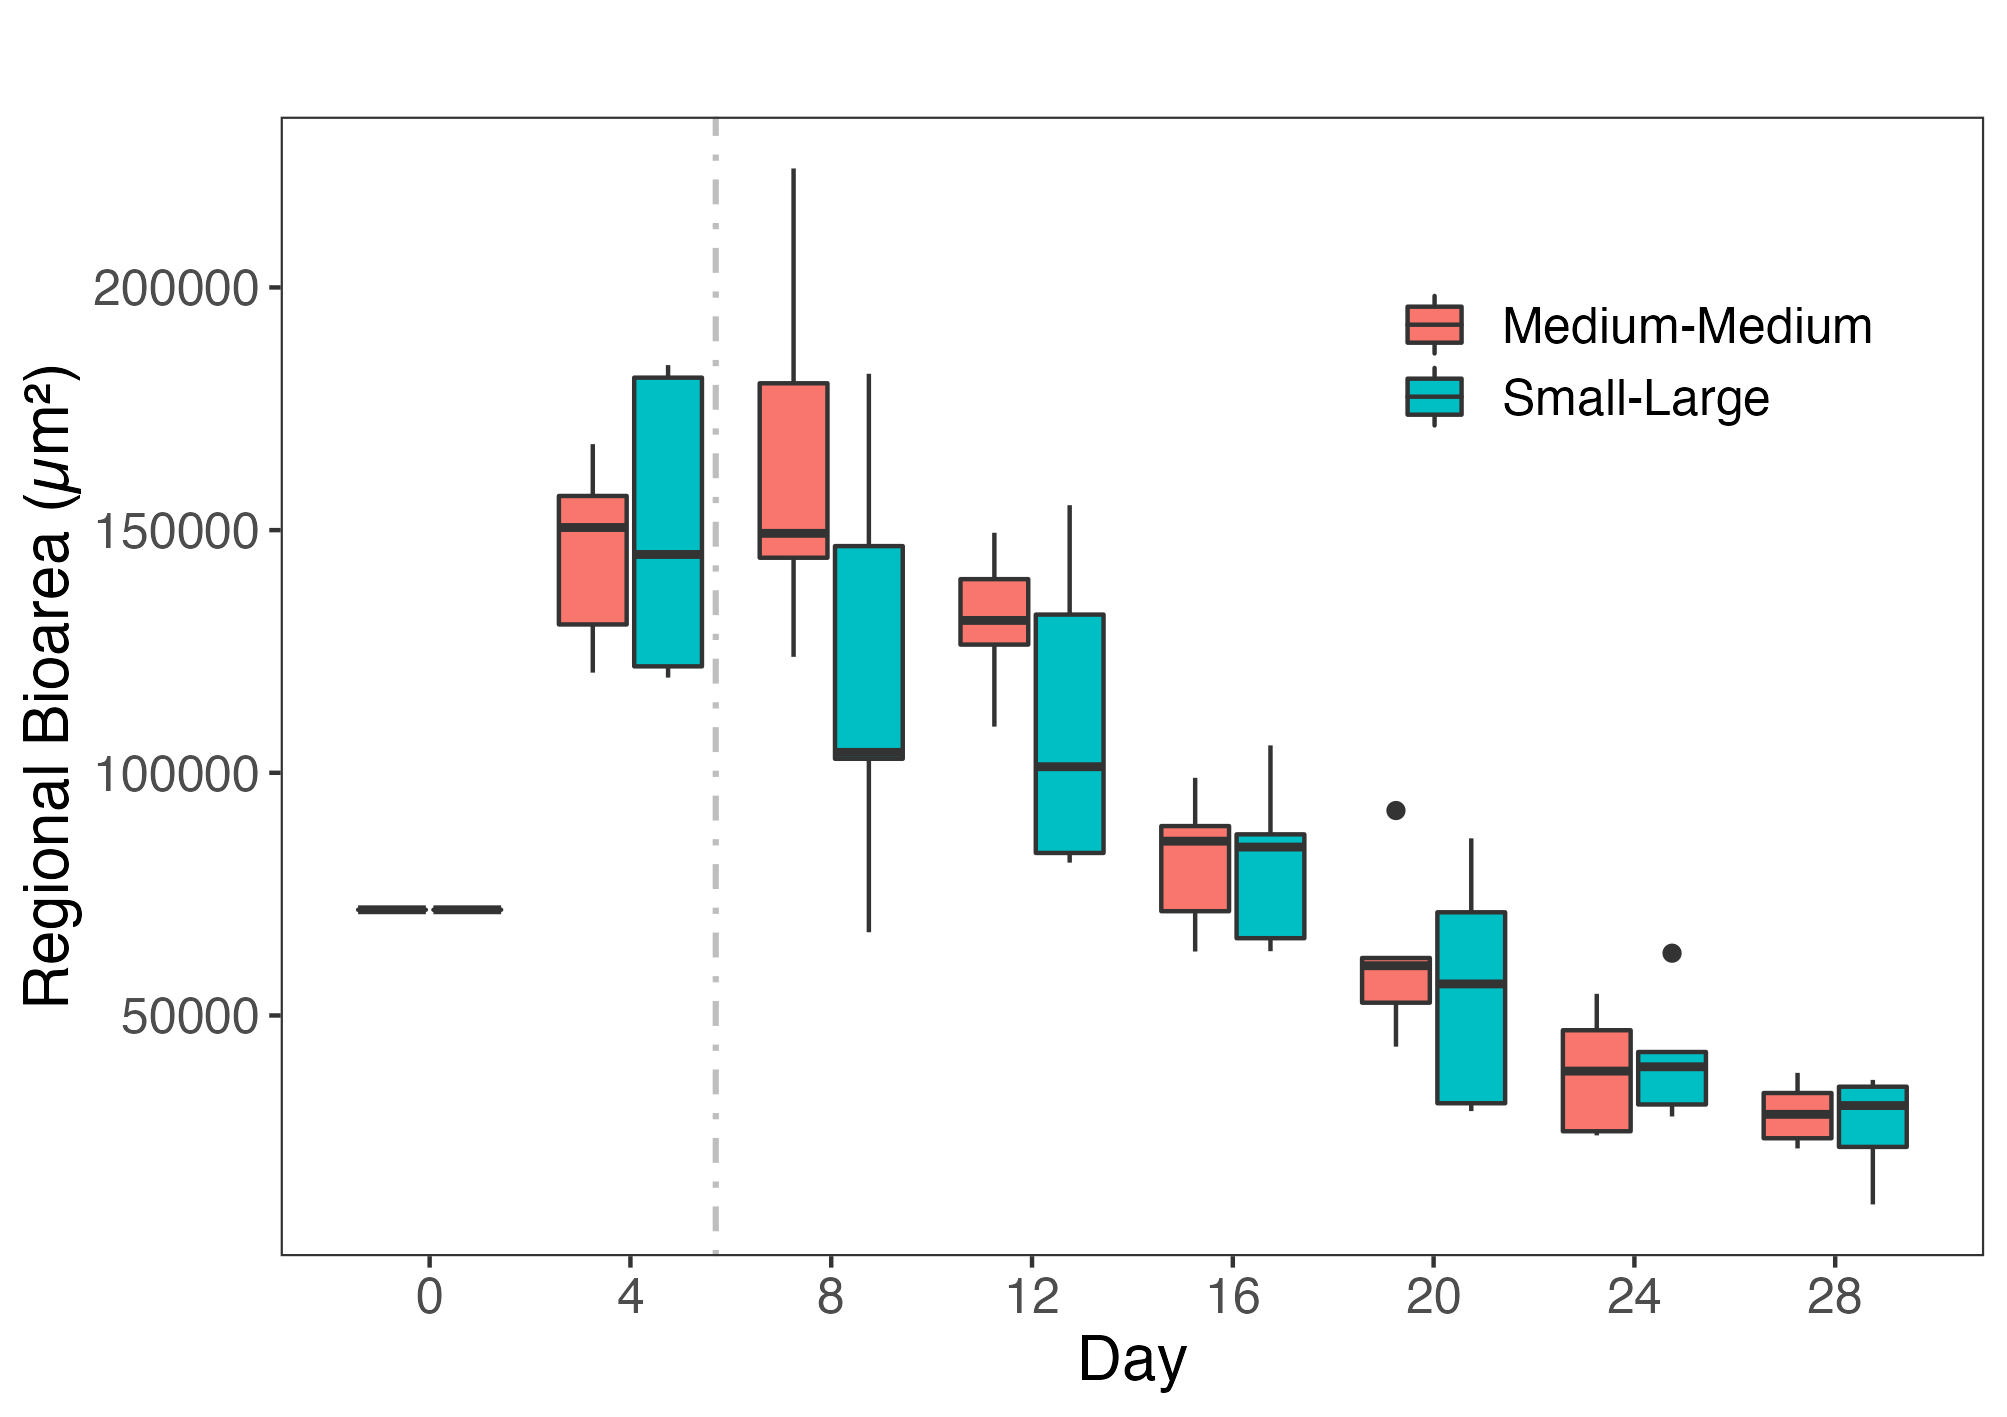 200000
150000
100000
50000
Regional Bioarea (µm²)
Medium-Medium
Small-Large
0 4 8 12 16 20 24 28
Day